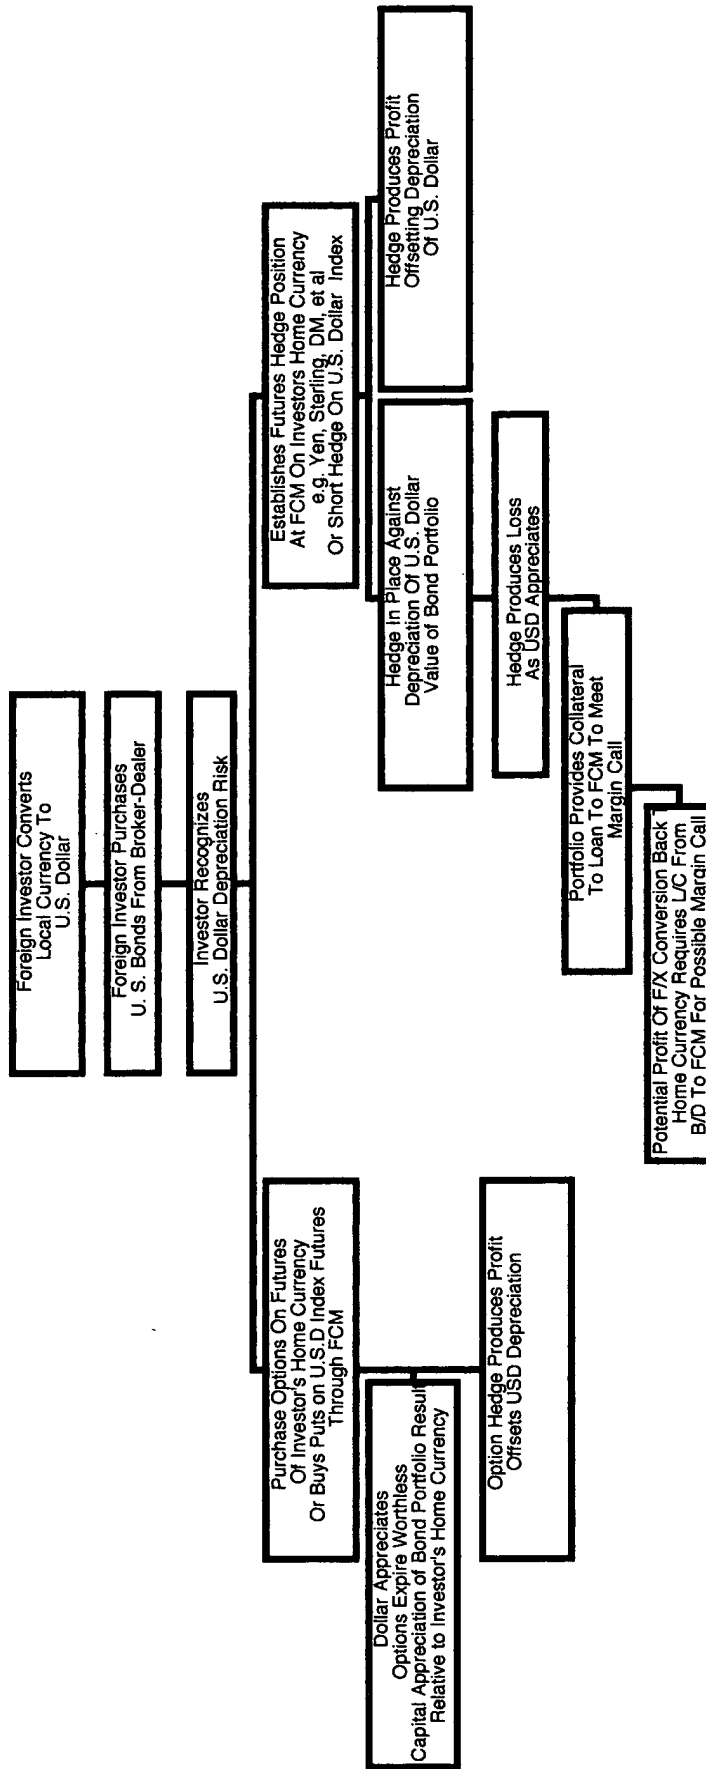 Foreign Investor Converts
Local Currency To
U.S. Dollar
Foreign Investor Purchases
U. S. Bonds From Broker-Dealer
Investor Recognizes
U.S. Dollar Depreciation Risk
Purchase Options On Futures
Of Investor's Home Currency
Or Buys Puts on U.S.D Index Futures
Through FCM
Dollar Appreciates
Options Expire Worthless
Capital Appreciation of Bond Portfolio Result
Relative to Investor's Home Currency
Option Hedge Produces Profit
Offsets USD Depreciation
Establishes Futures Hedge Position
At FCM On Investors Home Currency
e.g. Yen, Sterling, DM, et al
Or Short Hedge On U.S. Dollar Index
Hedge In Place Against
Depreciation Of U.S. Dollar
Value of Bond Portfolio
Hedge Produces Profit
Offsetting Depreciation
Of U.S. Dollar
Hedge Produces Loss
As USD Appreciates
Portfolio Provides Collateral
To Loan To FCM To Meet
Margin Call
Potential Profit Of F/X Conversion Back
Home Currency Requires L/C From
B/D To FCM For Possible Margin Call